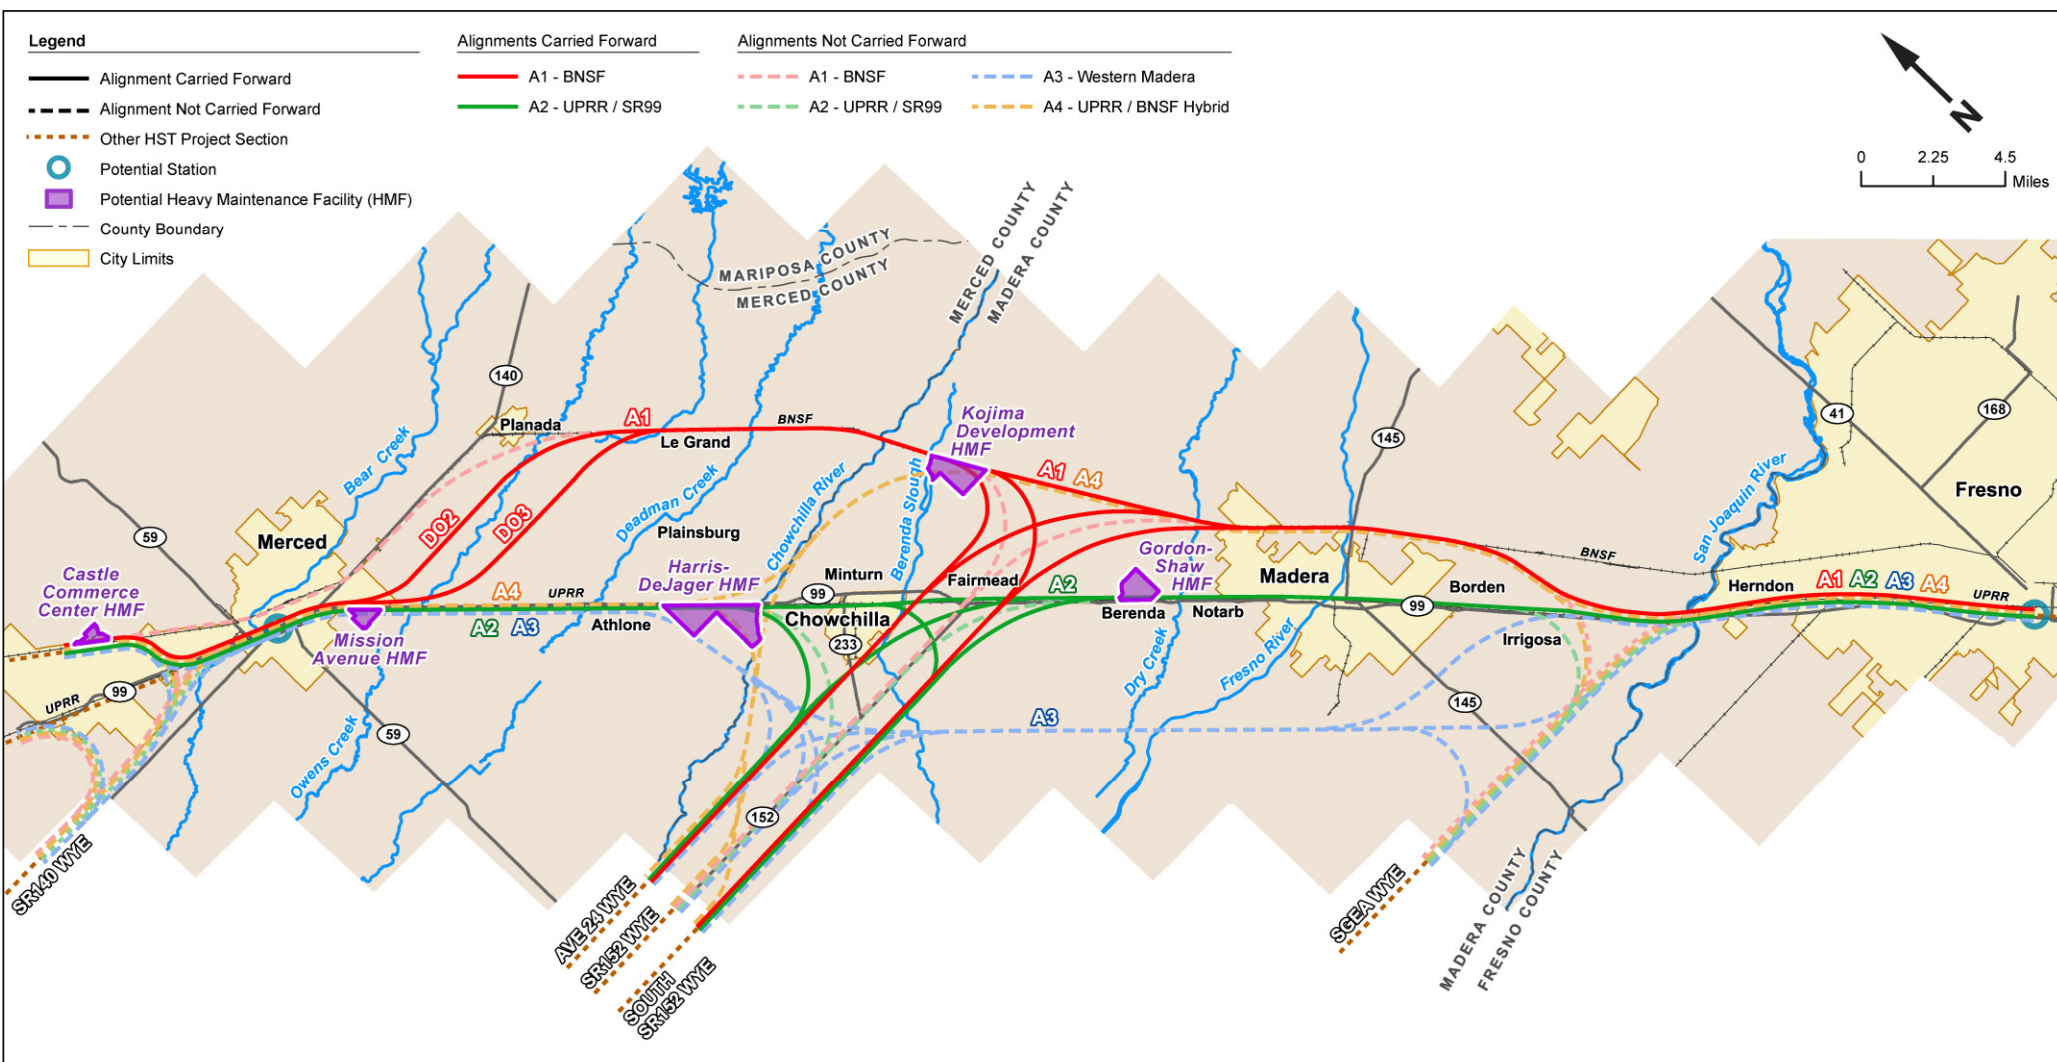 Legend
Alignment Carried Forward
Alignment Not Carried Forward
Other HST Project Section
Potential Station
Potential Heavy Maintenance Facility (HMF)
County Boundary
City Limits
Alignments Carried Forward
A1 - BNSF
A2 - UPRR / SR99
Alignments Not Carried Forward
A1 - BNSF
A2 - UPRR / SR99
A3 - Western Madera
A4 - UPRR / BNSF Hybrid
N
0 2.25 4.5
Miles
MARIPOSA COUNTY
MERCED COUNTY
MERCED COUNTY
MADERA COUNTY
140
Planada
A1
Le Grand
BNSF
Kojima
Development
HMF
A1 A4
145
41
168
Fresno
Bear Creek
59
Merced
DO2
DO3
Deadman Creek
Plainsburg
Chowchilla River
Berenda Slough
San Joaquin River
BNSF
Castle
Commerce
Center HMF
Harris-
DeJager HMF
Minturn
99
Fairmead
A2
Gordon-
Shaw
HMF
Madera
Borden
Herndon
A1 A2 A3 A4
UPRR
A4
UPRR
A2 A3
Athlone
Chowchilla
233
Berenda
Notarb
99
Irrigosa
Mission
Avenue HMF
UPRR
99
Owens Creek
59
Dry Creek
Fresno River
A3
145
152
SR140 WYE
AVE 24 WYE
SR152 WYE
SOUTH
SR152 WYE
SGEA WYE
MADERA COUNTY
FRESNO COUNTY